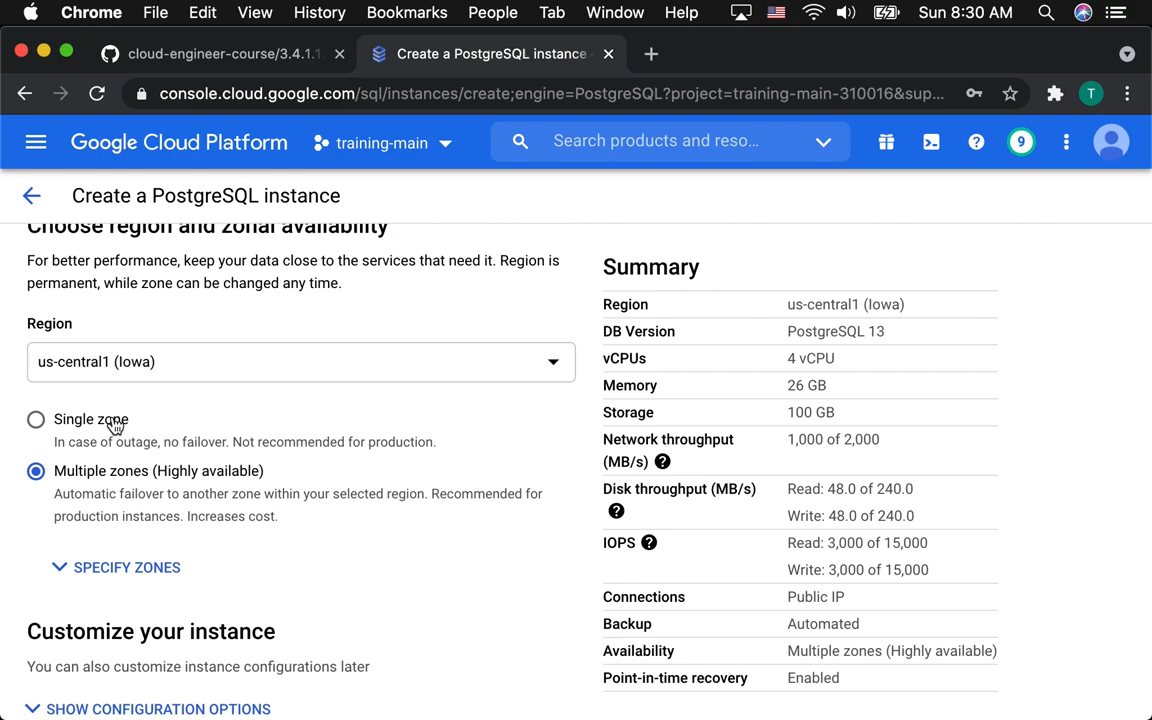 Chrome File Edit View History Bookmarks People Tab Window Help Sun 8:30 AM
cloud-engineer-course/3.4.1.1
Create a PostgreSQL instance
console.cloud.google.com/sql/instances/create;engine=PostgreSQL?project=training-main-310016&sup...
T
Google Cloud Platform
training-main
Search products and reso...
9
Create a PostgreSQL instance
Choose region and zonal availability
For better performance, keep your data close to the services that need it. Region is
permanent, while zone can be changed any time.
Region
us-central1 (Iowa)
Single zone
In case of outage, no failover. Not recommended for production.
Multiple zones (Highly available)
Automatic failover to another zone within your selected region. Recommended for
production instances. Increases cost.
SPECIFY ZONES
Customize your instance
You can also customize instance configurations later
SHOW CONFIGURATION OPTIONS
Summary
Region us-central1 (Iowa)
DB Version PostgreSQL 13
vCPUs 4 vCPU
Memory 26 GB
Storage 100 GB
Network throughput 1,000 of 2,000
(MB/s)
Disk throughput (MB/s) Read: 48.0 of 240.0
Write: 48.0 of 240.0
IOPS Read: 3,000 of 15,000
Write: 3,000 of 15,000
Connections Public IP
Backup Automated
Availability Multiple zones (Highly available)
Point-in-time recovery Enabled